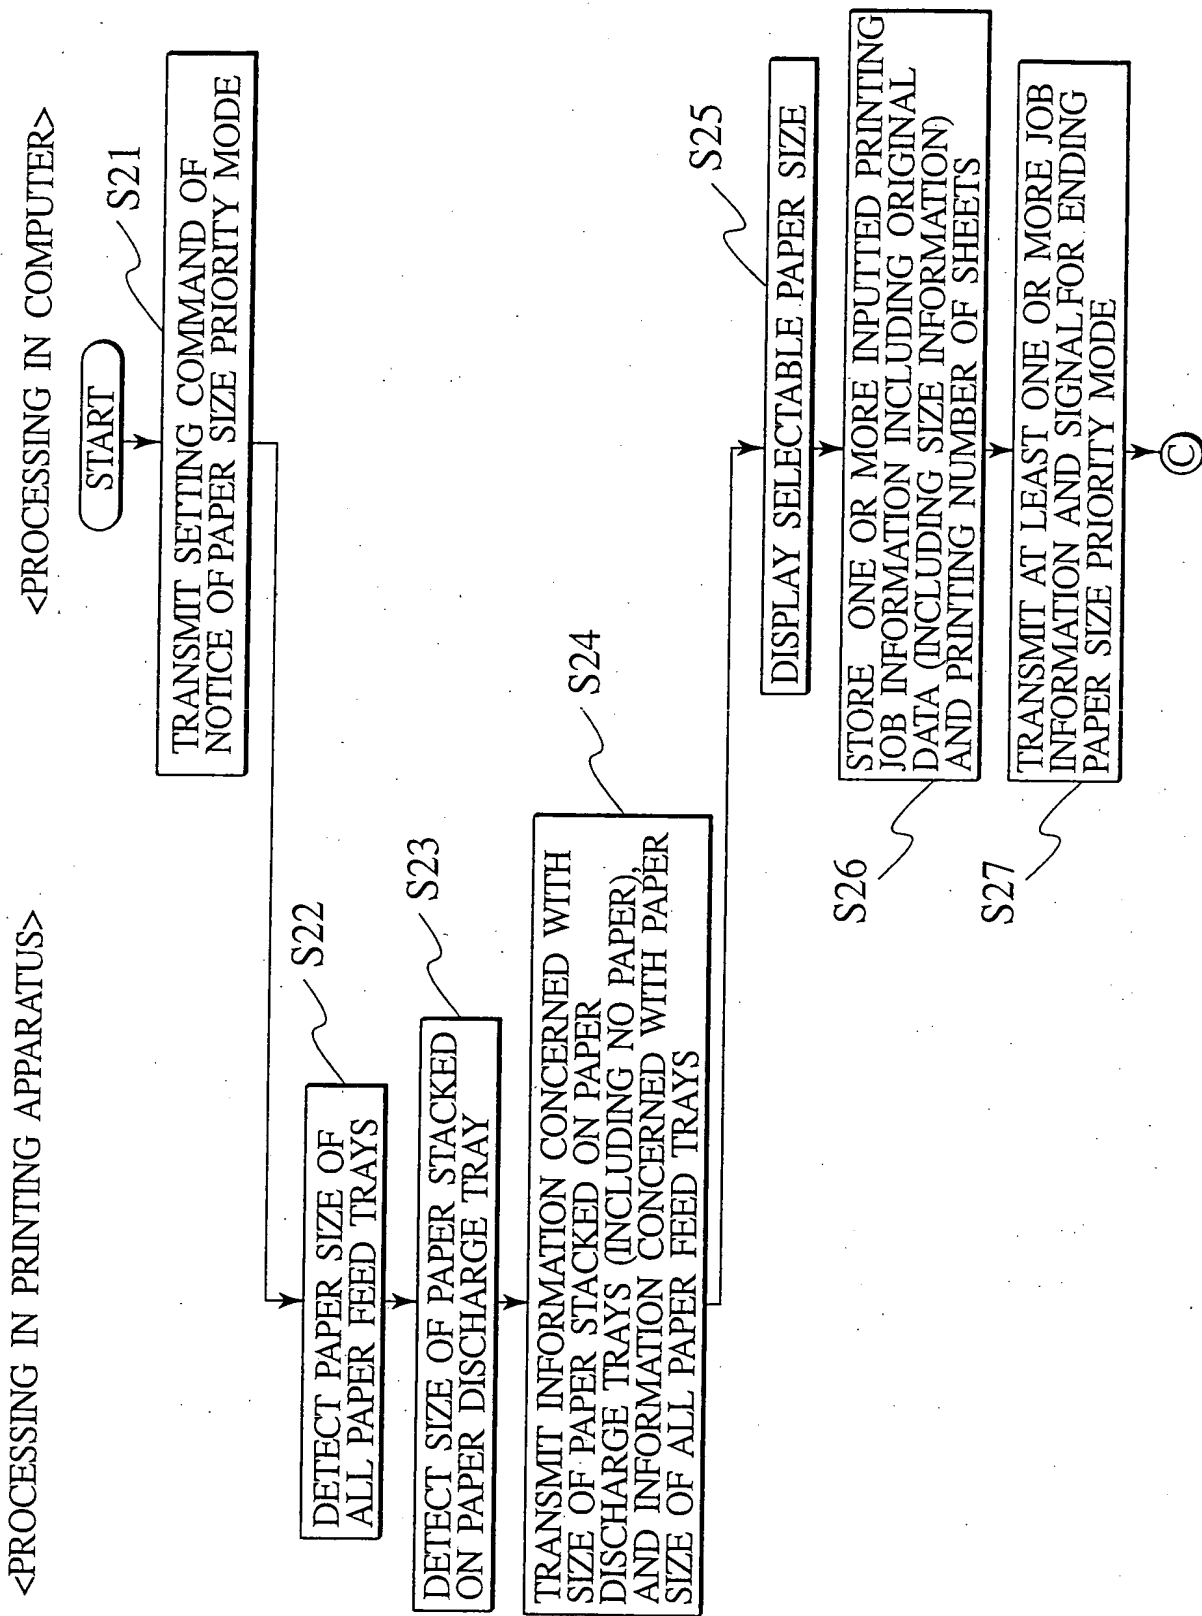 <PROCESSING IN PRINTING APPARATUS>
<PROCESSING IN COMPUTER>
START
S21
TRANSMIT SETTING COMMAND OF
NOTICE OF PAPER SIZE PRIORITY MODE
S22
DETECT PAPER SIZE OF
ALL PAPER FEED TRAYS
S23
DETECT SIZE OF PAPER STACKED
ON PAPER DISCHARGE TRAY
S24
TRANSMIT INFORMATION CONCERNED WITH
SIZE OF PAPER STACKED ON PAPER
DISCHARGE TRAYS (INCLUDING NO PAPER),
AND INFORMATION CONCERNED WITH PAPER
SIZE OF ALL PAPER FEED TRAYS
S25
DISPLAY SELECTABLE PAPER SIZE
S26
STORE ONE OR MORE INPUTTED PRINTING
JOB INFORMATION INCLUDING ORIGINAL
DATA (INCLUDING SIZE INFORMATION)
AND PRINTING NUMBER OF SHEETS
S27
TRANSMIT AT LEAST ONE OR MORE JOB
INFORMATION AND SIGNAL FOR ENDING
PAPER SIZE PRIORITY MODE
C